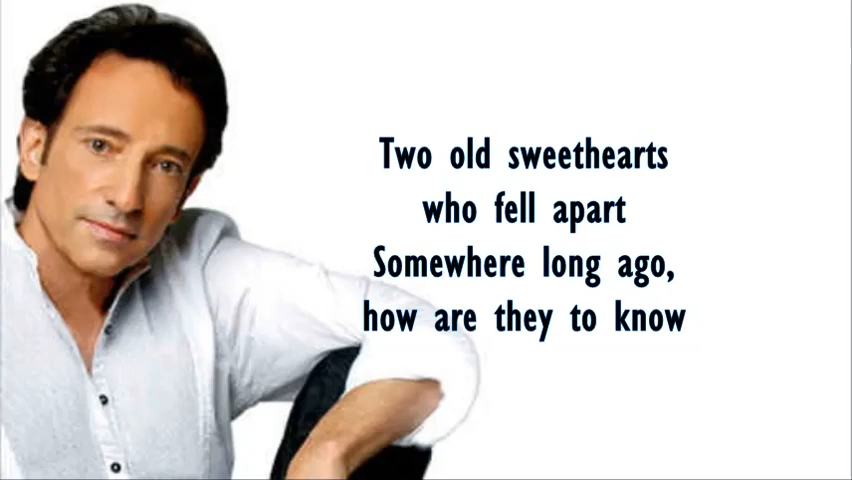 Two old sweethearts
who fell apart
Somewhere long ago,
how are they to know